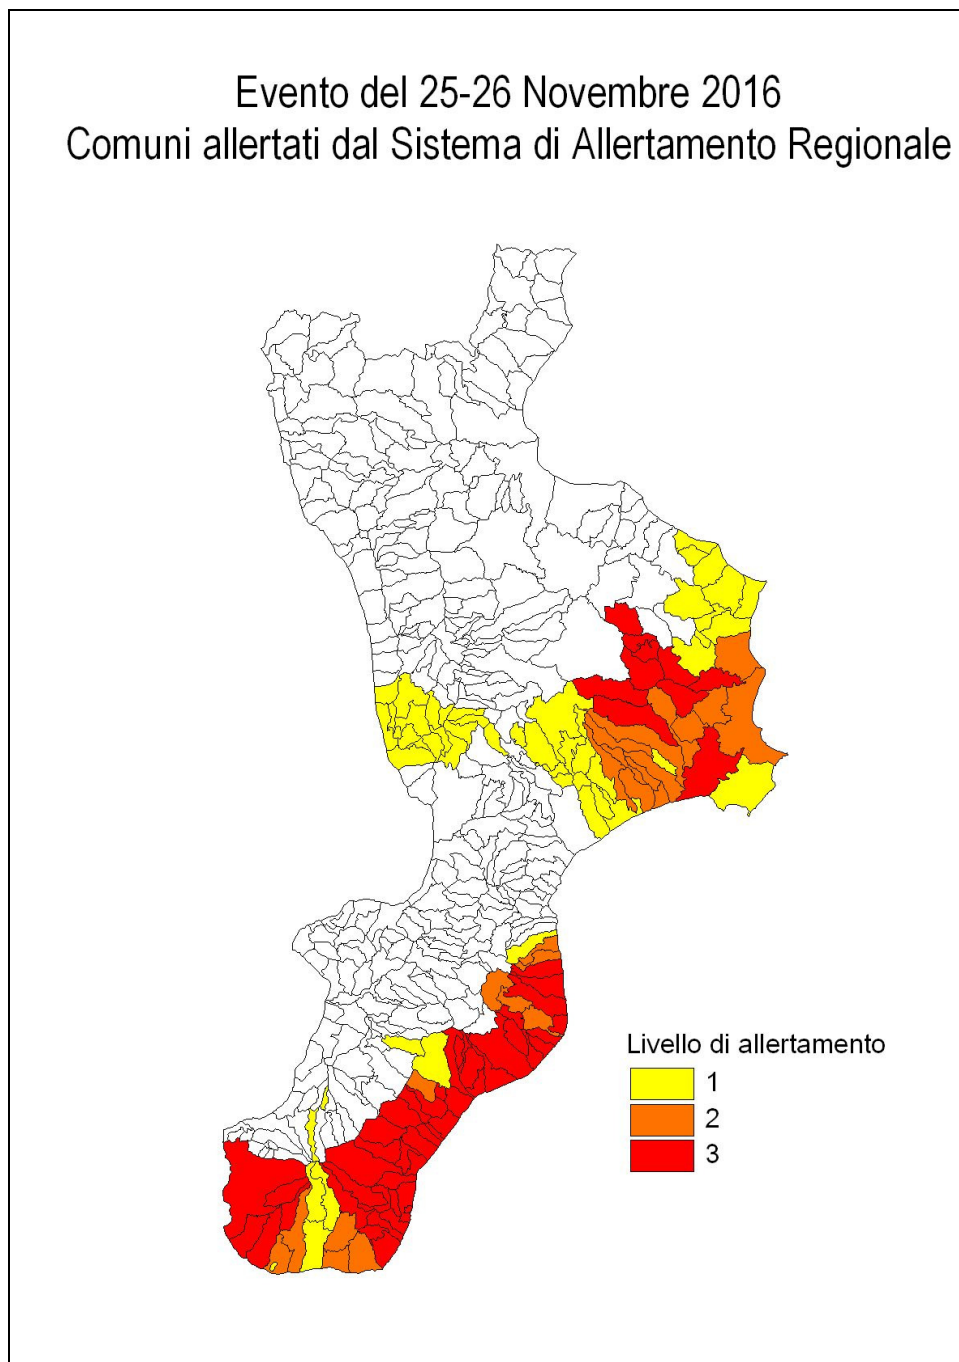 Evento del 25-26 Novembre 2016
Comuni allertati dal Sistema di Allertamento Regionale
Livello di allertamento
1
2
3